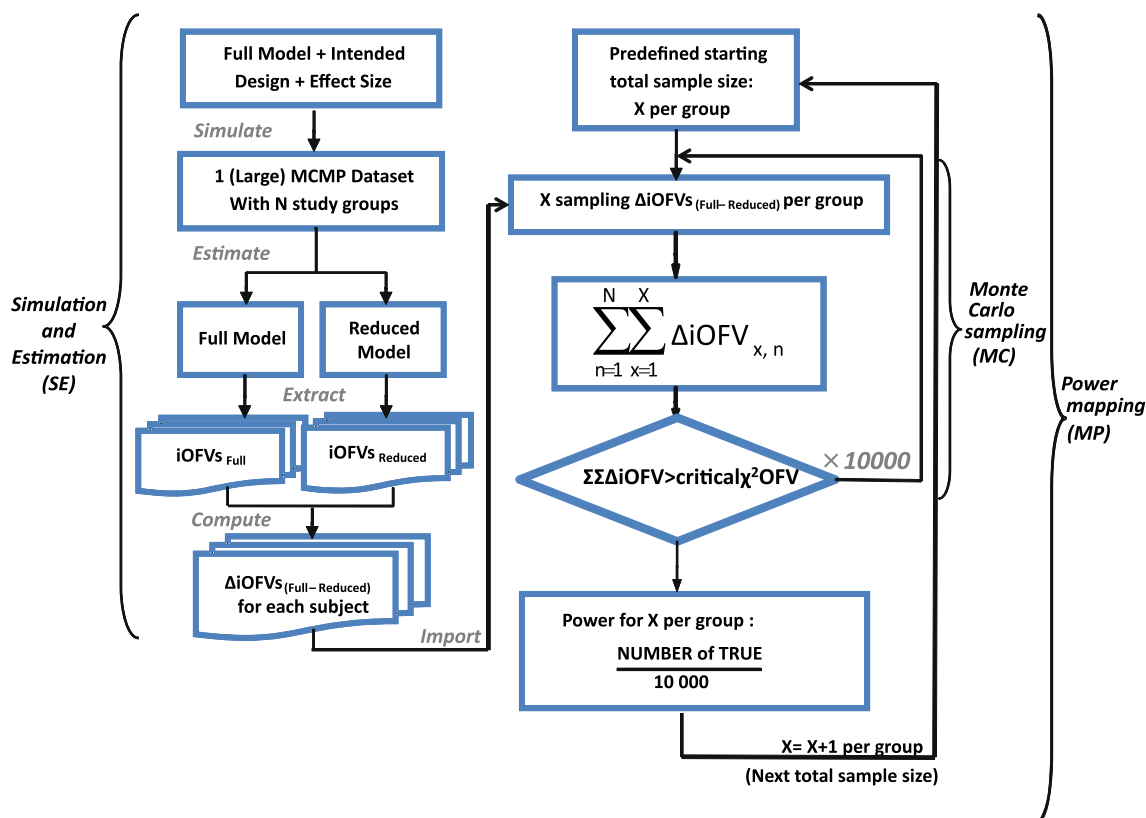 Simulation
and
Estimation
(SE)
Full Model + Intended
Design + Effect Size
Simulate
1 (Large) MCMP Dataset
With N study groups
Estimate
Full Model
Reduced
Model
Extract
iOFVs Full
iOFVs Reduced
Compute
ΔiOFVs (Full – Reduced)
for each subject
Import
Predefined starting
total sample size:
X per group
X sampling ΔiOFVs (Full– Reduced) per group
N X
∑∑ ΔiOFV x, n
n=1 x=1
ΣΣΔiOFV>criticalχ²OFV
×10000
Power for X per group :
NUMBER of TRUE
10 000
X= X+1 per group
(Next total sample size)
Monte
Carlo
sampling
(MC)
Power
mapping
(MP)